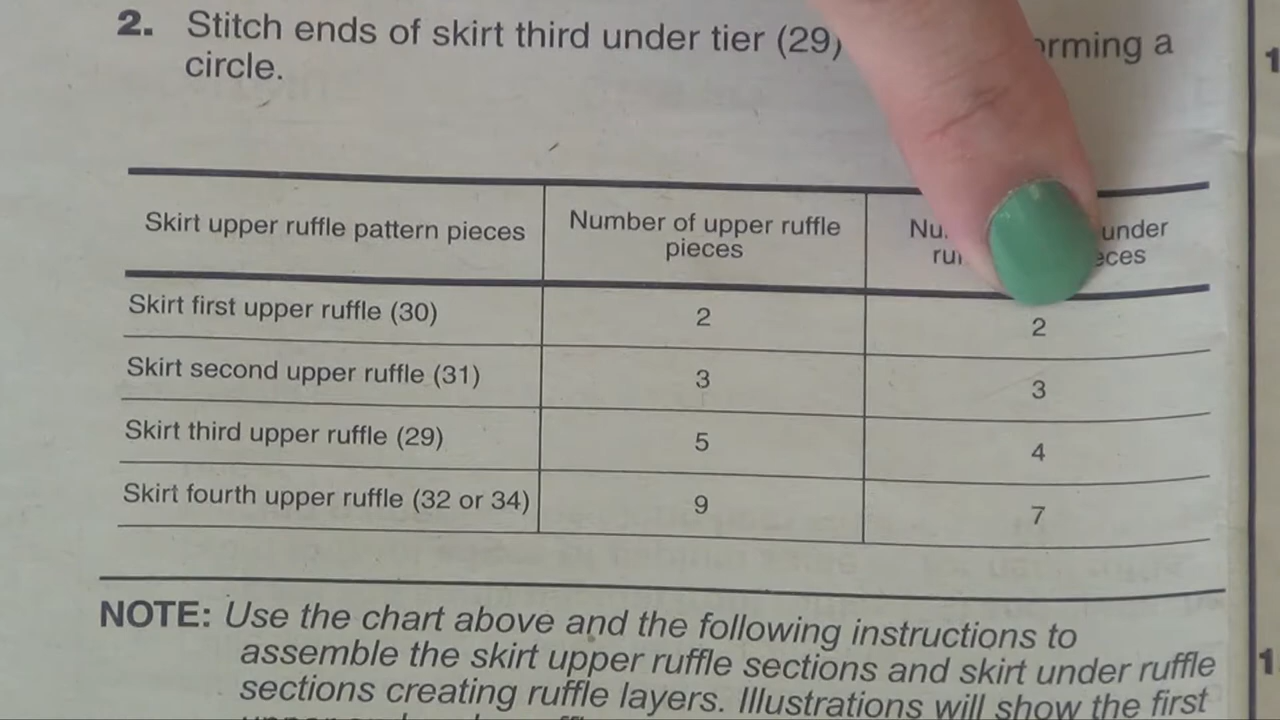 2. Stitch ends of skirt third under tier (29) orming a
circle.
Skirt upper ruffle pattern pieces
Number of upper ruffle
pieces
under
Skirt first upper ruffle (30) 2 2
Skirt second upper ruffle (31) 3 3
Skirt third upper ruffle (29) 5 4
Skirt fourth upper ruffle (32 or 34) 9 7
NOTE: Use the chart above and the following instructions to
assemble the skirt upper ruffle sections and skirt under ruffle
sections creating ruffle layers. Illustrations will show the first
1
1